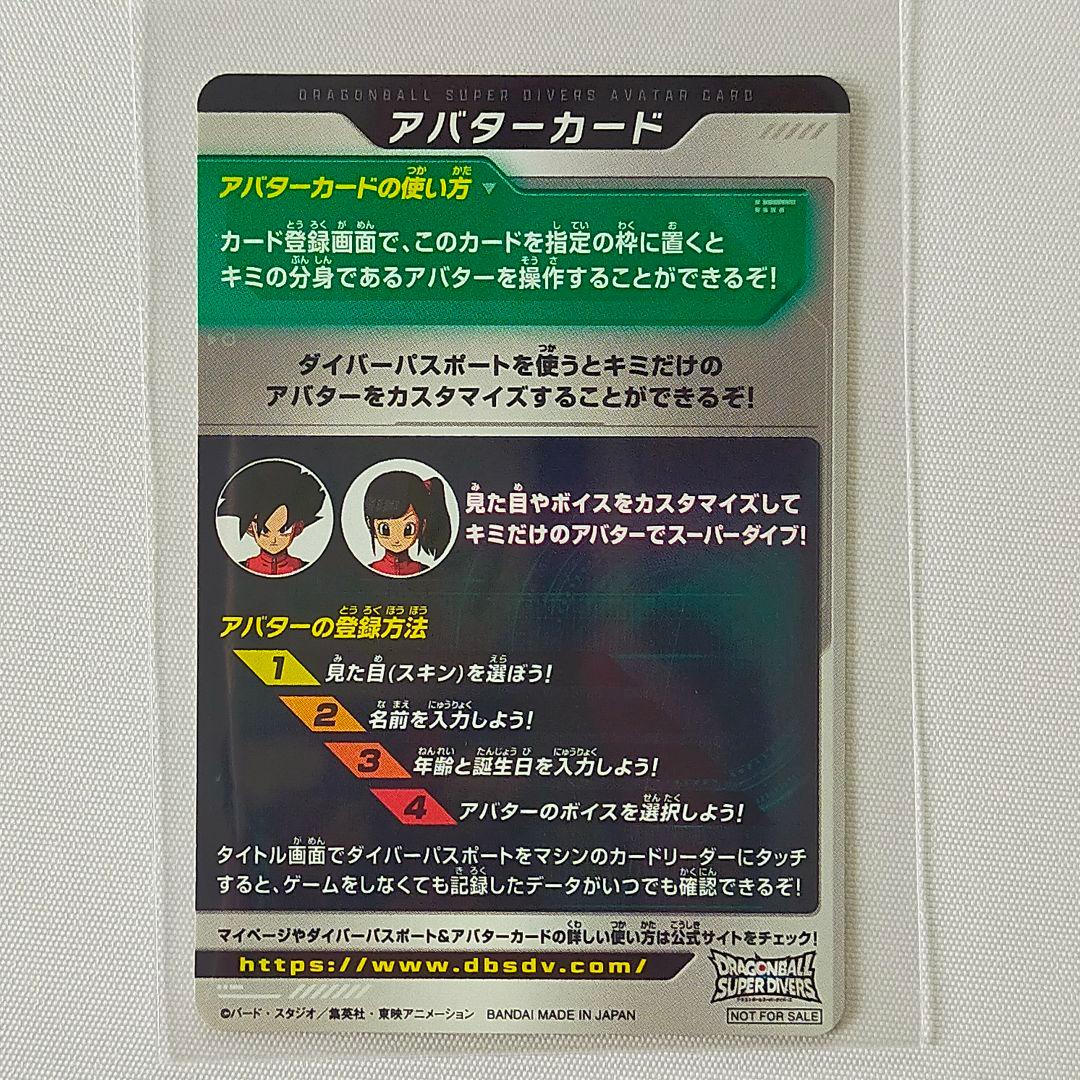 DRAGONBALL SUPER DIVERS AVATAR CARD
アバターカード
アバターカードの使い方
カード登録画面で、このカードを指定の枠に置くと
キミの分身であるアバターを操作することができるぞ!
ダイバーパスポートを使うとキミだけの
アバターをカスタマイズすることができるぞ!
見た目やボイスをカスタマイズして
キミだけのアバターでスーパーダイブ!
アバターの登録方法
1 見た目(スキン)を選ぼう!
2 名前を入力しよう!
3 年齢と誕生日を入力しよう!
4 アバターのボイスを選択しよう!
タイトル画面でダイバーパスポートをマシンのカードリーダーにタッチ
すると、ゲームをしなくても記録したデータがいつでも確認できるぞ!
マイページやダイバーパスポート&アバターカードの詳しい使い方は公式サイトをチェック!
https://www.dbsdv.com/
DRAGONBALL
SUPER DIVERS
©バード・スタジオ/集英社・東映アニメーション BANDAI MADE IN JAPAN
NOT FOR SALE